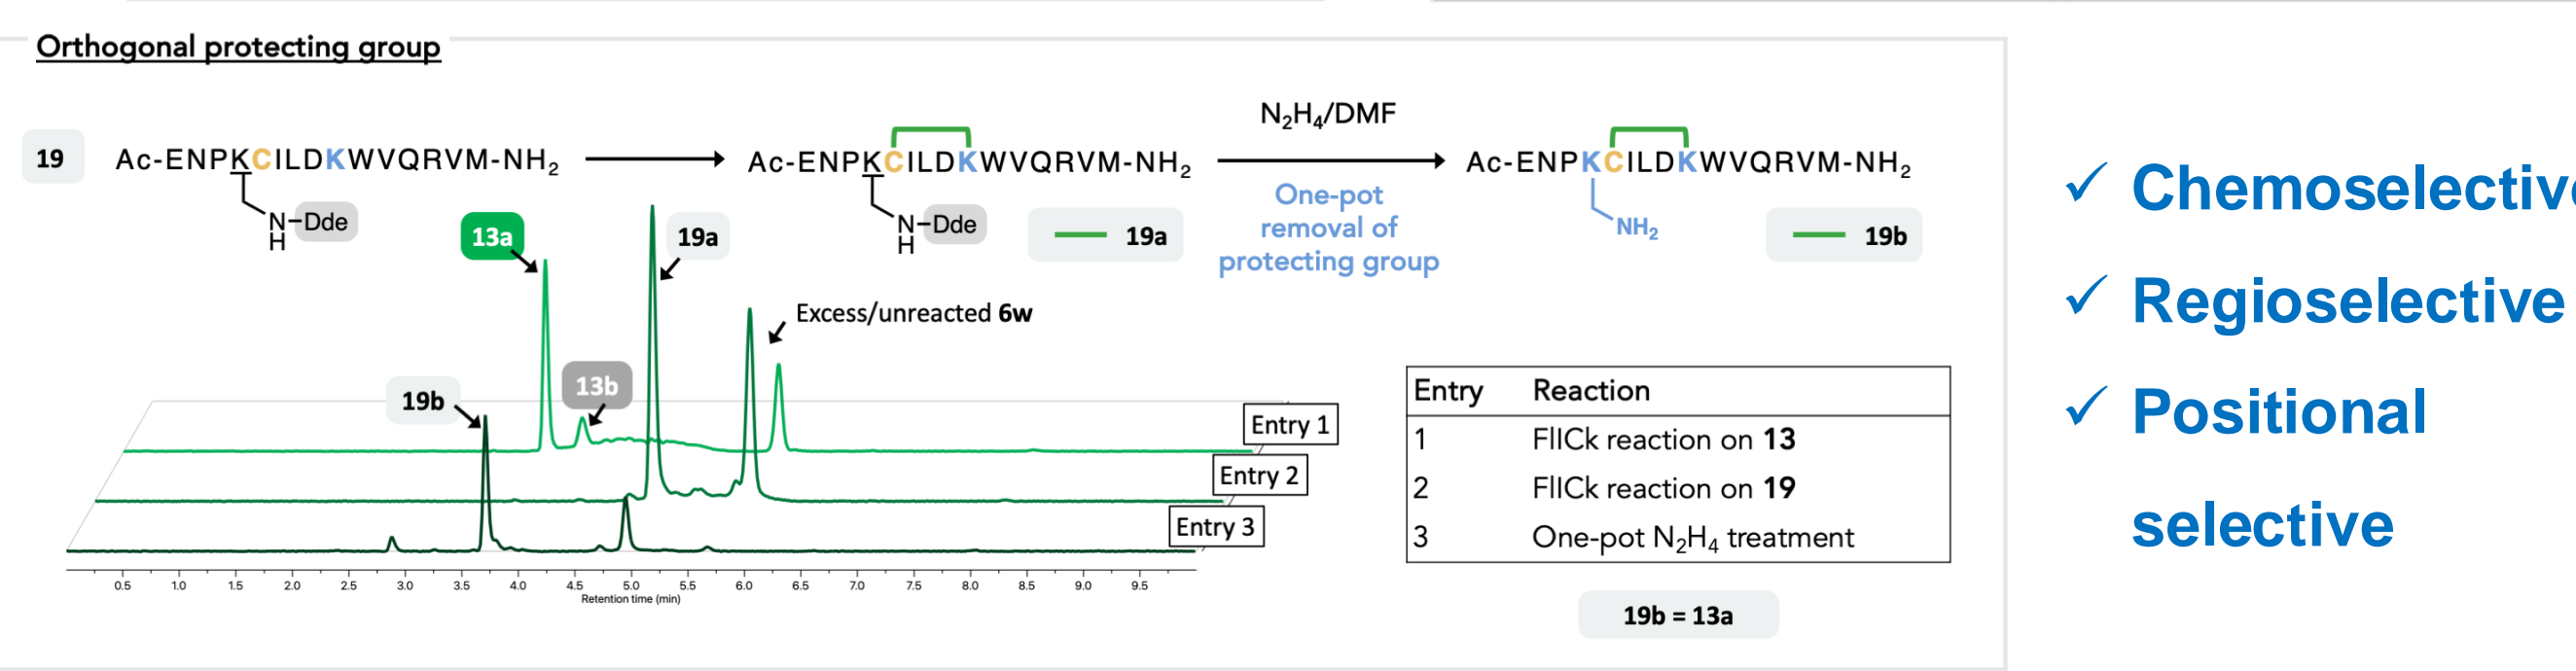 Orthogonal protecting group
19
Ac-ENPKCILDKWVQRVM-NH2
N-Dde
H
Ac-ENPKCILDKWVQRVM-NH2
N-Dde
H
19a
N2H4/DMF
One-pot
removal of
protecting group
Ac-ENPKCILDKWVQRVM-NH2
NH2
19b
13a
19a
Excess/unreacted 6w
13b
19b
Entry 1
Entry 2
Entry 3
0.5 1.0 1.5 2.0 2.5 3.0 3.5 4.0 4.5 5.0 5.5 6.0 6.5 7.0 7.5 8.0 8.5 9.0 9.5
Retention time (min)
Entry Reaction
1 FlICk reaction on 13
2 FlICk reaction on 19
3 One-pot N2H4 treatment
19b = 13a
✓ Chemoselective
✓ Regioselective
✓ Positional
selective